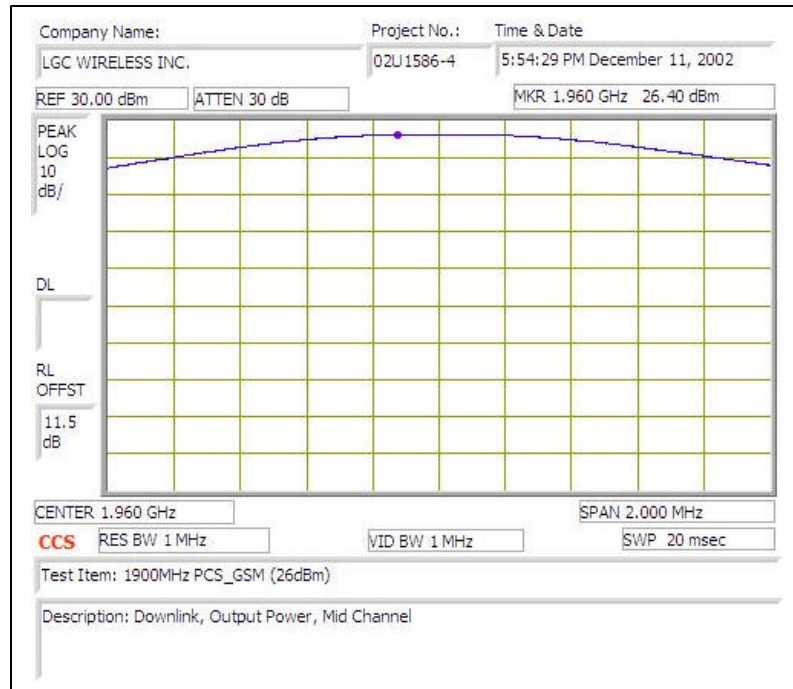 Company Name:
Project No.:
Time & Date
LGC WIRELESS INC.
02U1586-4
5:54:29 PM December 11, 2002
REF 30.00 dBm
ATTEN 30 dB
MKR 1.960 GHz 26.40 dBm
PEAK
LOG
10
dB/
DL
RL
OFFST
11.5
dB
CENTER 1.960 GHz
SPAN 2.000 MHz
CCS
RES BW 1 MHz
VID BW 1 MHz
SWP 20 msec
Test Item: 1900MHz PCS_GSM (26dBm)
Description: Downlink, Output Power, Mid Channel